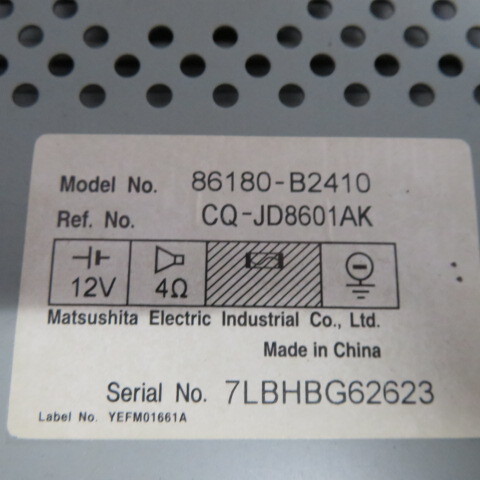 Model No. 86180-B2410
Ref. No. CQ-JD8601AK
12V 4Ω
Matsushita Electric Industrial Co., Ltd.
Made in China
Serial No. 7LBHBG62623
Label No. YEFM01661A